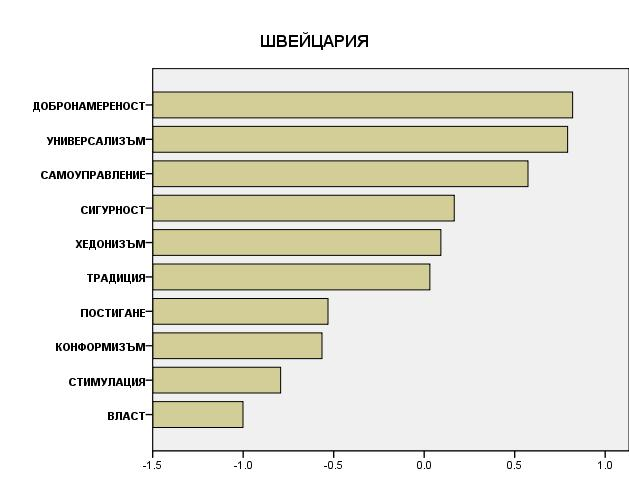 ШВЕЙЦАРИЯ
ДОБРОНАМЕРЕНОСТ
УНИВЕРСАЛИЗЪМ
САМОУПРАВЛЕНИЕ
СИГУРНОСТ
ХЕДОНИЗЪМ
ТРАДИЦИЯ
ПОСТИГАНЕ
КОНФОРМИЗЪМ
СТИМУЛАЦИЯ
ВЛАСТ
-1.5 -1.0 -0.5 0.0 0.5 1.0